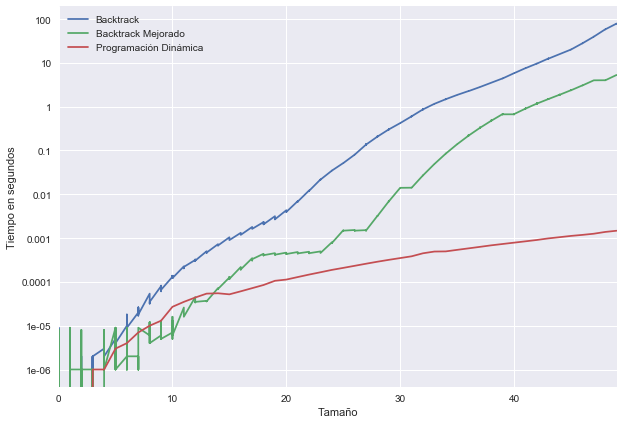 Backtrack
Backtrack Mejorado
Programación Dinámica
100
10
1
0.1
0.01
0.001
0.0001
1e-05
1e-06
Tiempo en segundos
0 10 20 30 40
Tamaño